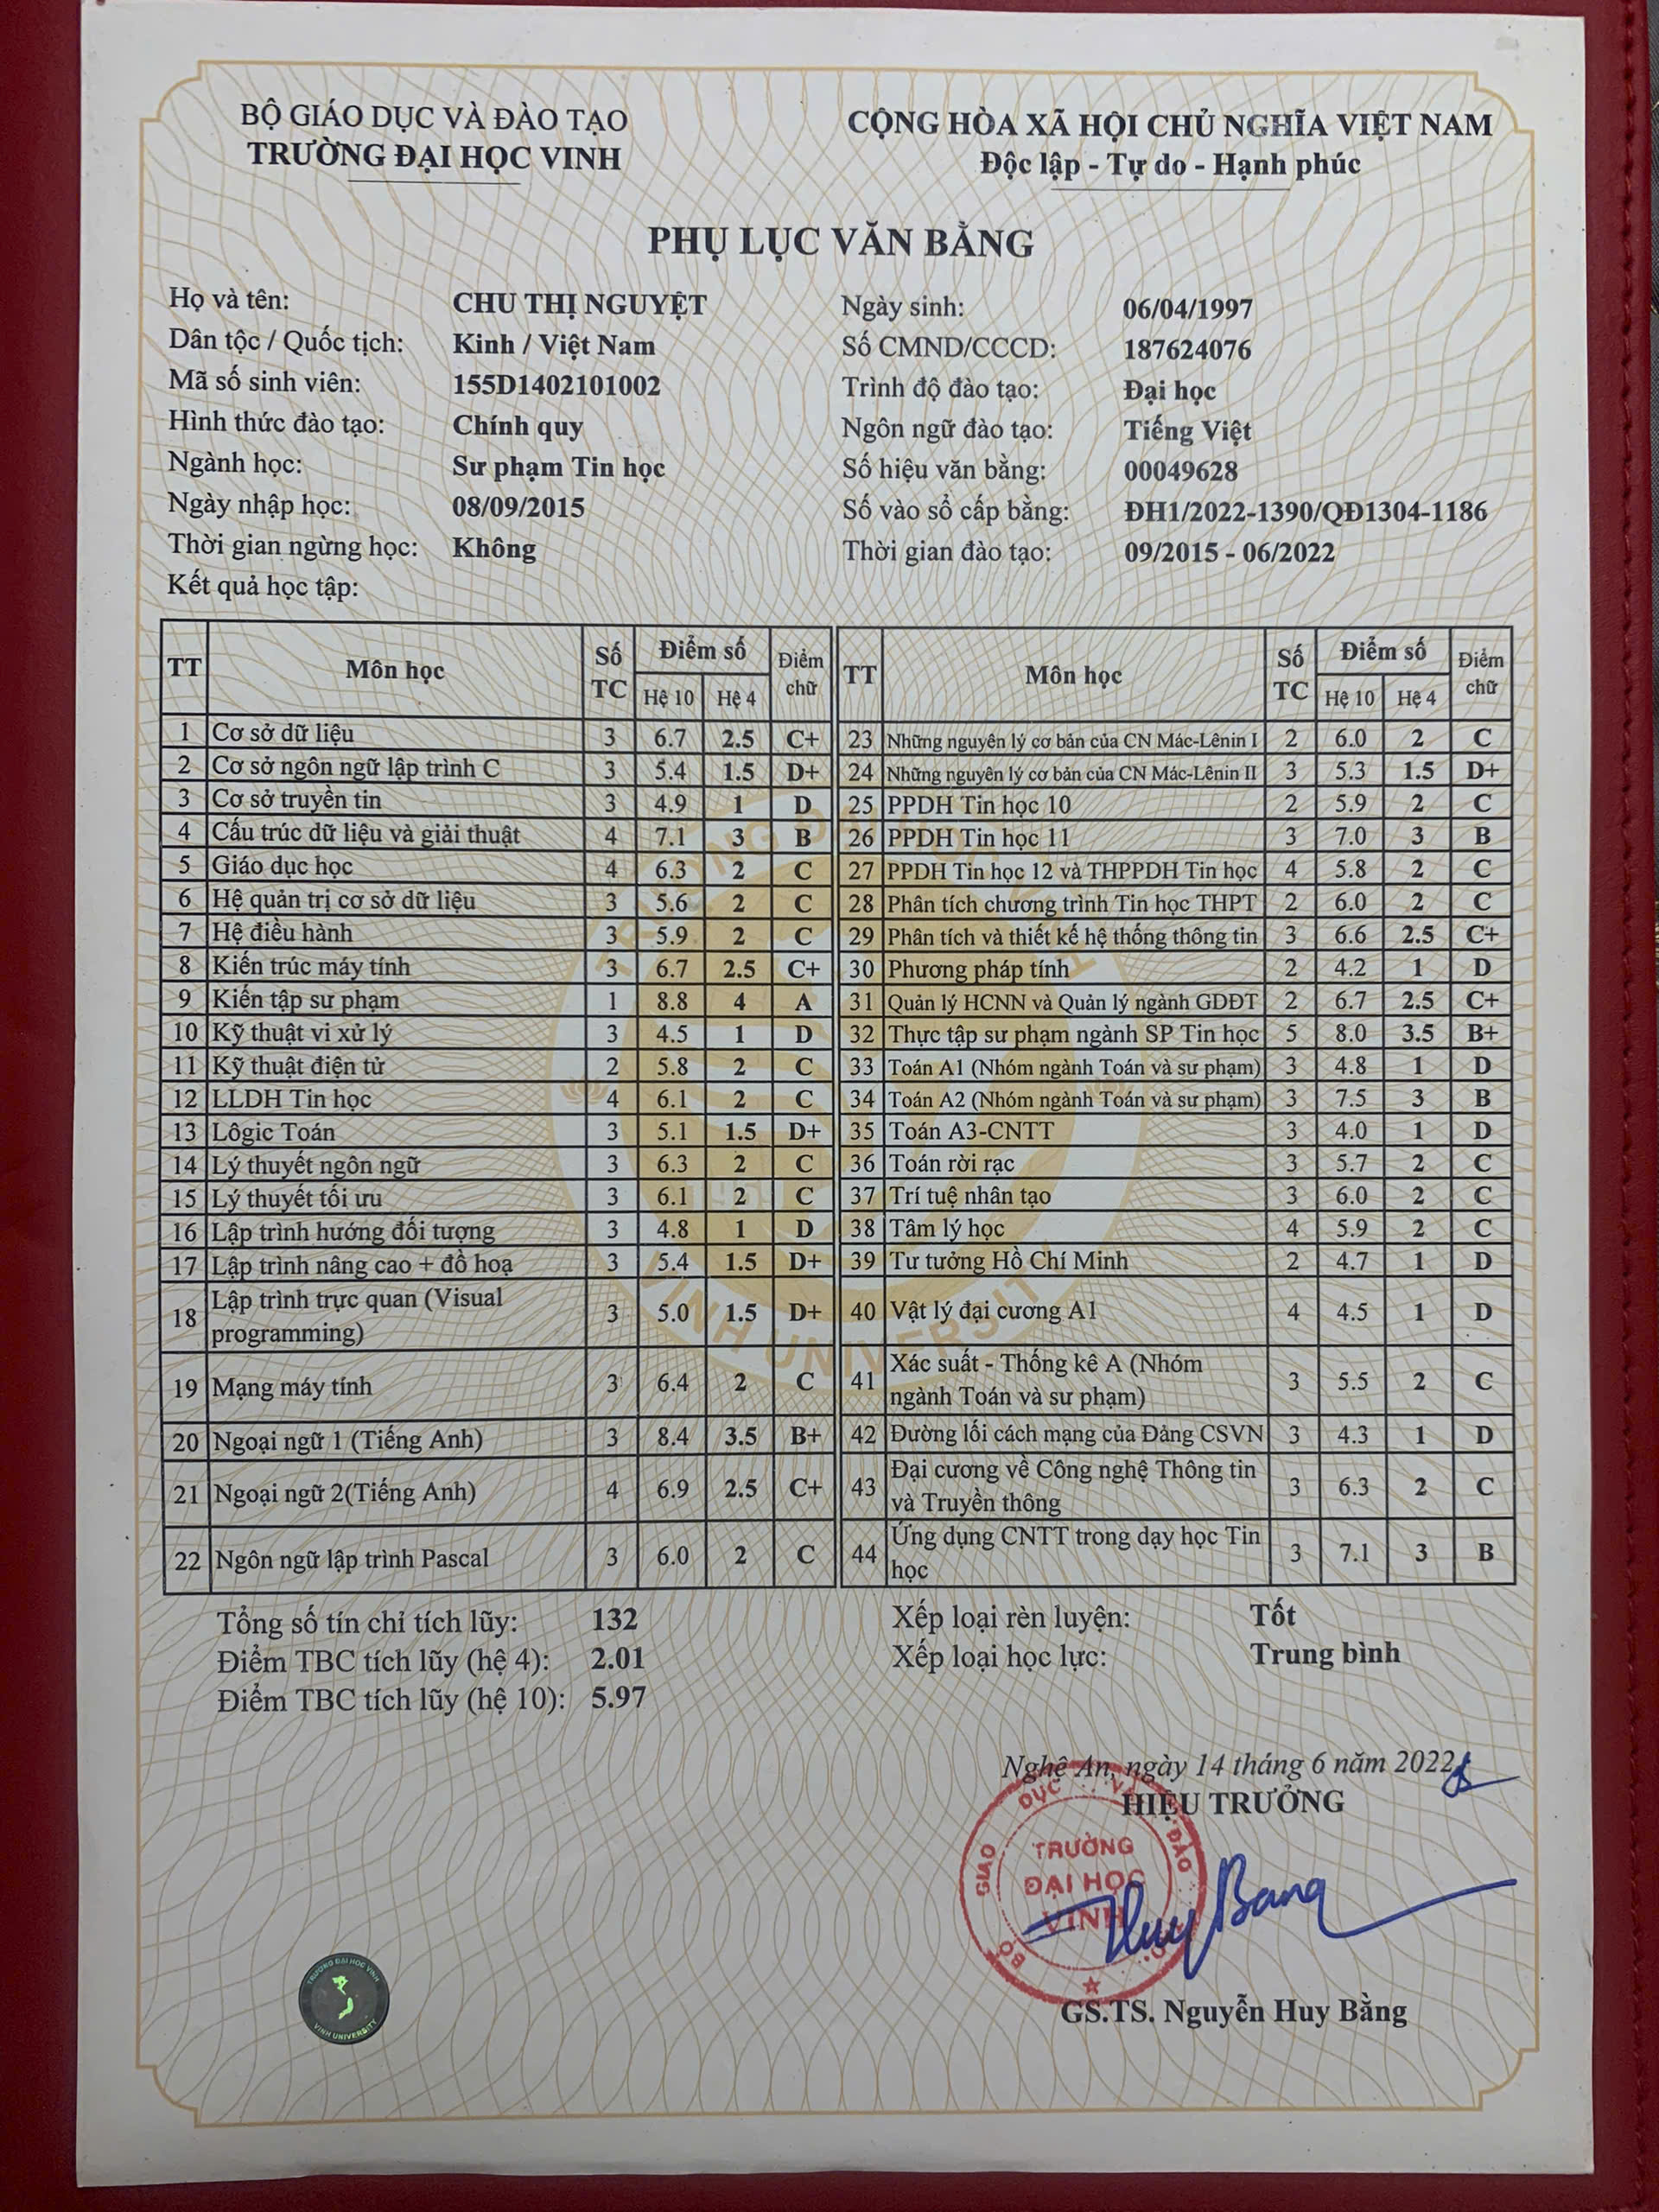 BỘ GIÁO DỤC VÀ ĐÀO TẠO
TRƯỜNG ĐẠI HỌC VINH
CỘNG HÒA XÃ HỘI CHỦ NGHĨA VIỆT NAM
Độc lập - Tự do - Hạnh phúc
PHỤ LỤC VĂN BẰNG
Họ và tên: CHU THỊ NGUYỆT Ngày sinh: 06/04/1997
Dân tộc / Quốc tịch: Kinh / Việt Nam Số CMND/CCCD: 187624076
Mã số sinh viên: 155D1402101002 Trình độ đào tạo: Đại học
Hình thức đào tạo: Chính quy Ngôn ngữ đào tạo: Tiếng Việt
Ngành học: Sư phạm Tin học Số hiệu văn bằng: 00049628
Ngày nhập học: 08/09/2015 Số vào sổ cấp bằng: ĐH1/2022-1390/QĐ1304-1186
Thời gian ngừng học: Không Thời gian đào tạo: 09/2015 - 06/2022
Kết quả học tập:
TT Môn học Số TC Điểm số Hệ 10 Hệ 4 Điểm chữ
1 Cơ sở dữ liệu 3 6.7 2.5 C+
2 Cơ sở ngôn ngữ lập trình C 3 5.4 1.5 D+
3 Cơ sở truyền tin 3 4.9 1 D
4 Cấu trúc dữ liệu và giải thuật 4 7.1 3 B
5 Giáo dục học 4 6.3 2 C
6 Hệ quản trị cơ sở dữ liệu 3 5.6 2 C
7 Hệ điều hành 3 5.9 2 C
8 Kiến trúc máy tính 3 6.7 2.5 C+
9 Kiến tập sư phạm 1 8.8 4 A
10 Kỹ thuật vi xử lý 3 4.5 1 D
11 Kỹ thuật điện tử 2 5.8 2 C
12 LLDH Tin học 4 6.1 2 C
13 Lôgic Toán 3 5.1 1.5 D+
14 Lý thuyết ngôn ngữ 3 6.3 2 C
15 Lý thuyết tối ưu 3 6.1 2 C
16 Lập trình hướng đối tượng 3 4.8 1 D
17 Lập trình nâng cao + đồ hoạ 3 5.4 1.5 D+
18 Lập trình trực quan (Visual
programming) 3 5.0 1.5 D+
19 Mạng máy tính 3 6.4 2 C
20 Ngoại ngữ 1 (Tiếng Anh) 3 8.4 3.5 B+
21 Ngoại ngữ 2(Tiếng Anh) 4 6.9 2.5 C+
22 Ngôn ngữ lập trình Pascal 3 6.0 2 C
TT Môn học Số TC Điểm số Hệ 10 Hệ 4 Điểm chữ
23 Những nguyên lý cơ bản của CN Mác-Lênin I 2 6.0 2 C
24 Những nguyên lý cơ bản của CN Mác-Lênin II 3 5.3 1.5 D+
25 PPDH Tin học 10 2 5.9 2 C
26 PPDH Tin học 11 3 7.0 3 B
27 PPDH Tin học 12 và THPPDH Tin học 4 5.8 2 C
28 Phân tích chương trình Tin học THPT 2 6.0 2 C
29 Phân tích và thiết kế hệ thống thông tin 3 6.6 2.5 C+
30 Phương pháp tính 2 4.2 1 D
31 Quản lý HCNN và Quản lý ngành GDĐT 2 6.7 2.5 C+
32 Thực tập sư phạm ngành SP Tin học 5 8.0 3.5 B+
33 Toán A1 (Nhóm ngành Toán và sư phạm) 3 4.8 1 D
34 Toán A2 (Nhóm ngành Toán và sư phạm) 3 7.5 3 B
35 Toán A3-CNTT 3 4.0 1 D
36 Toán rời rạc 3 5.7 2 C
37 Trí tuệ nhân tạo 3 6.0 2 C
38 Tâm lý học 4 5.9 2 C
39 Tư tưởng Hồ Chí Minh 2 4.7 1 D
40 Vật lý đại cương A1 4 4.5 1 D
41 Xác suất - Thống kê A (Nhóm
ngành Toán và sư phạm) 3 5.5 2 C
42 Đường lối cách mạng của Đảng CSVN 3 4.3 1 D
43 Đại cương về Công nghệ Thông tin
và Truyền thông 3 6.3 2 C
44 Ứng dụng CNTT trong dạy học Tin
học 3 7.1 3 B
Tổng số tín chỉ tích lũy: 132 Xếp loại rèn luyện: Tốt
Điểm TBC tích lũy (hệ 4): 2.01 Xếp loại học lực: Trung bình
Điểm TBC tích lũy (hệ 10): 5.97
Nghệ An, ngày 14 tháng 6 năm 2022
HIỆU TRƯỞNG
BỘ GIÁO DỤC VÀ ĐÀO
TRƯỜNG
ĐẠI HỌC
VINH
Huy Bang
GS.TS. Nguyễn Huy Bằng
TRƯỜNG ĐẠI HỌC VINH
VINH UNIVERSITY